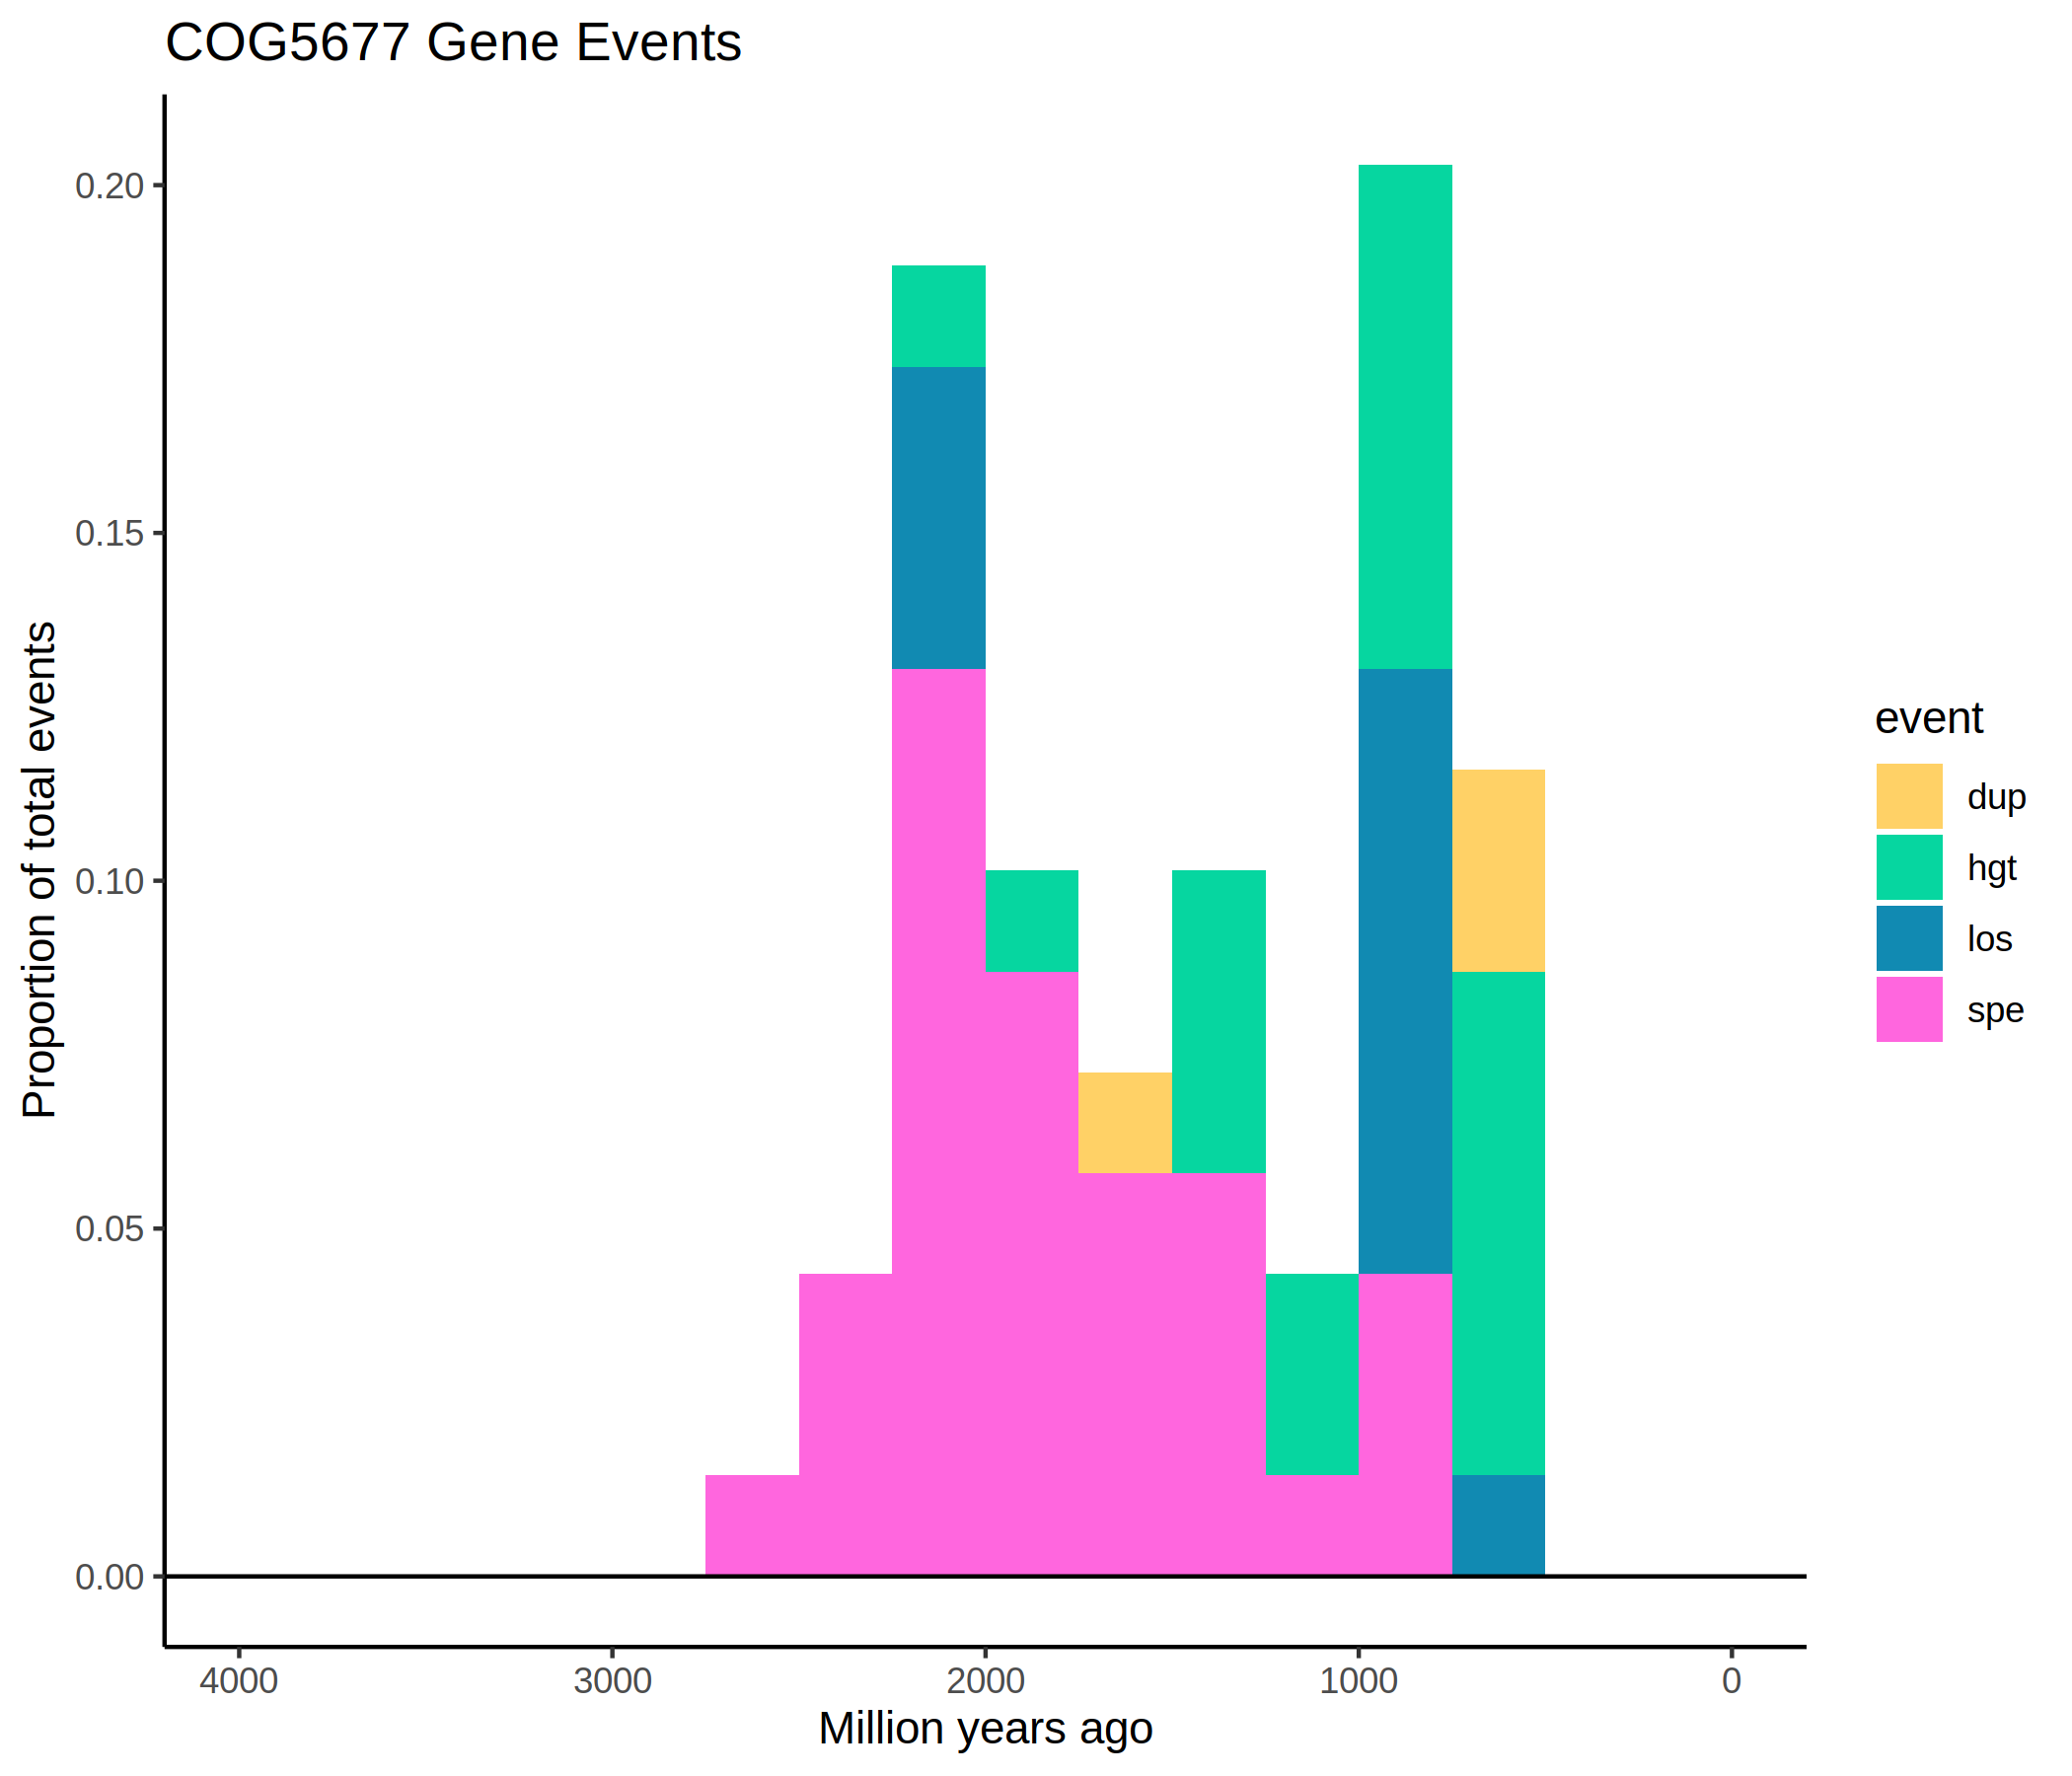 COG5677 Gene Events
Proportion of total events
0.20
0.15
0.10
0.05
0.00
4000 3000 2000 1000 0
Million years ago
event
dup
hgt
los
spe